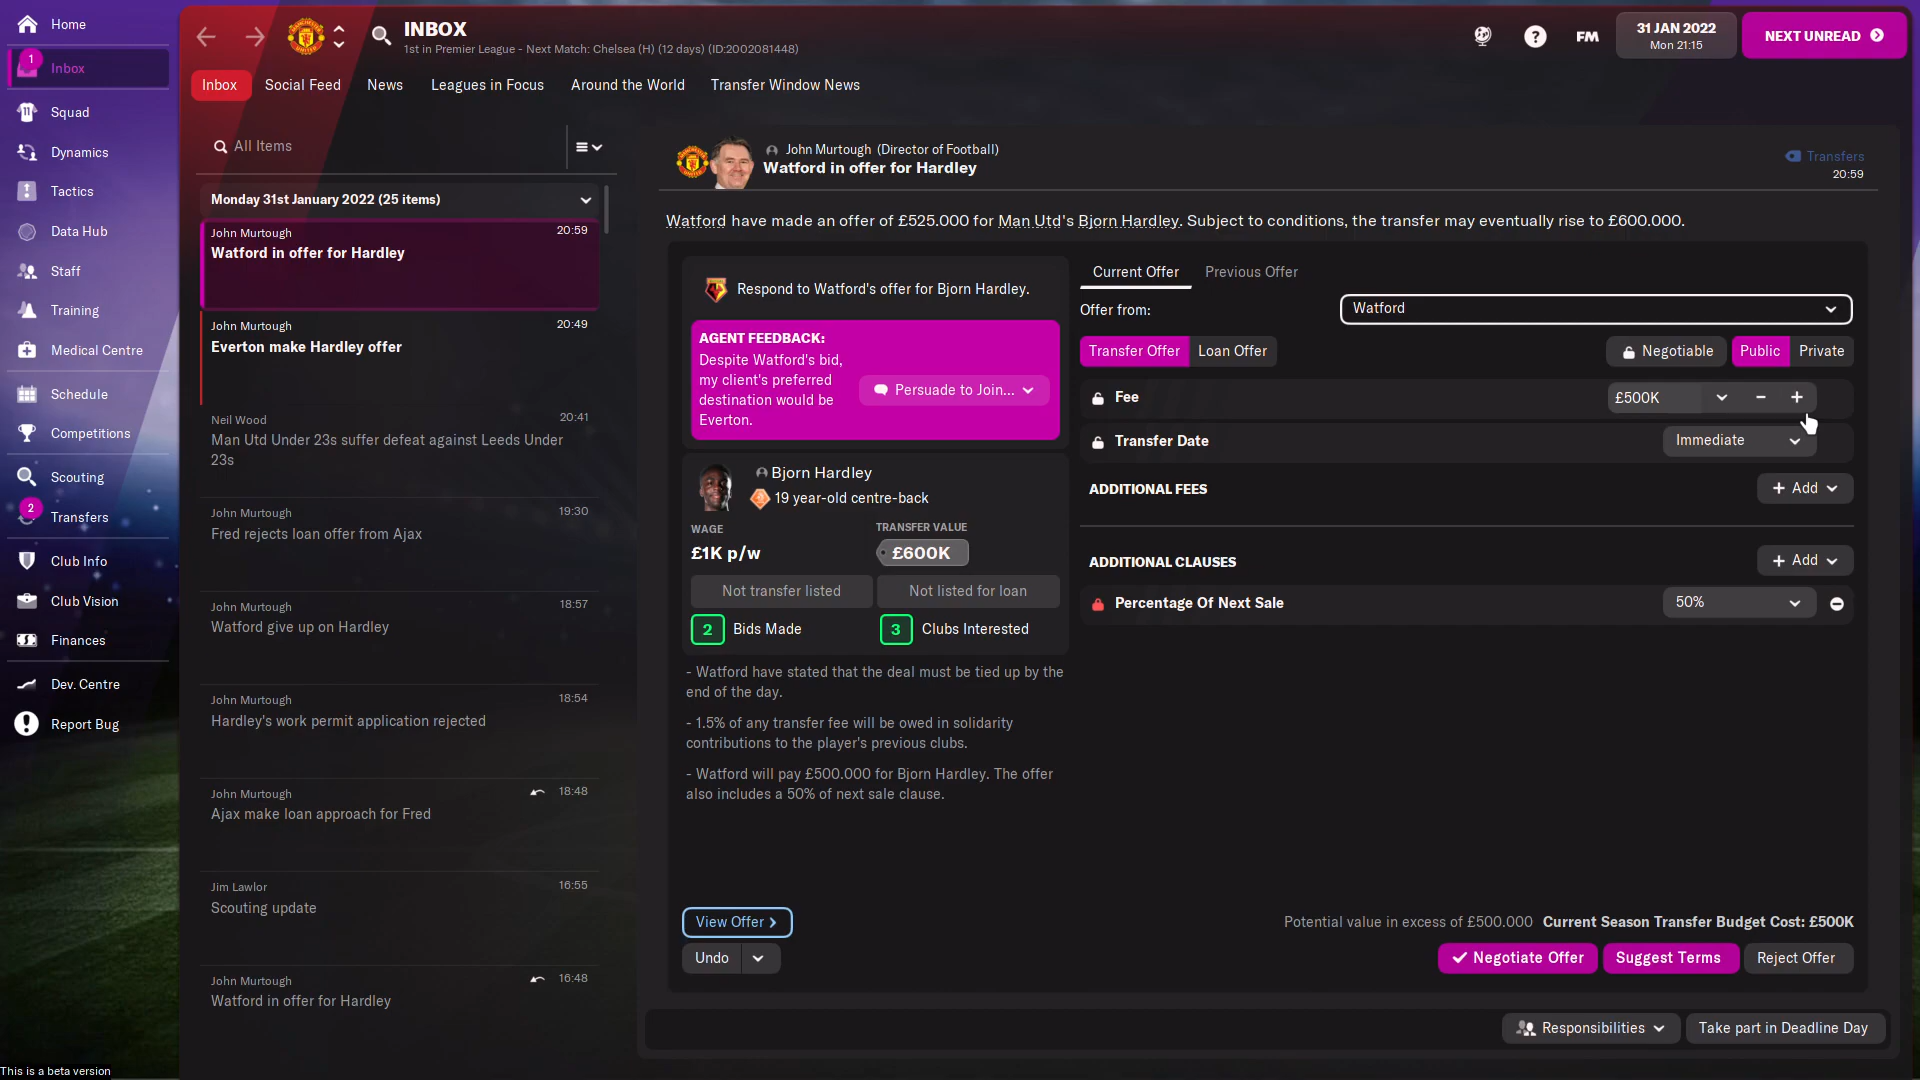 Home
1
Inbox
Squad
Dynamics
Tactics
Data Hub
Staff
Training
Medical Centre
Schedule
Competitions
Scouting
2
Transfers
Club Info
Club Vision
Finances
Dev. Centre
Report Bug
This is a beta version
INBOX
1st in Premier League - Next Match: Chelsea (H) (12 days) (ID:2002081448)
FM
31 JAN 2022
Mon 21:15
NEXT UNREAD
Inbox
Social Feed
News
Leagues in Focus
Around the World
Transfer Window News
All Items
Monday 31st January 2022 (25 items)
John Murtough 20:59
Watford in offer for Hardley
John Murtough 20:49
Everton make Hardley offer
Neil Wood 20:41
Man Utd Under 23s suffer defeat against Leeds Under
23s
John Murtough 19:30
Fred rejects loan offer from Ajax
John Murtough 18:57
Watford give up on Hardley
John Murtough 18:54
Hardley's work permit application rejected
John Murtough 18:48
Ajax make loan approach for Fred
Jim Lawlor 16:55
Scouting update
John Murtough 16:48
Watford in offer for Hardley
John Murtough (Director of Football)
Watford in offer for Hardley
Transfers
20:59
Watford have made an offer of £525.000 for Man Utd's Bjorn Hardley. Subject to conditions, the transfer may eventually rise to £600.000.
Respond to Watford's offer for Bjorn Hardley.
AGENT FEEDBACK:
Despite Watford's bid,
my client's preferred
destination would be
Everton.
Persuade to Join...
Bjorn Hardley
19 year-old centre-back
WAGE
£1K p/w
TRANSFER VALUE
£600K
Not transfer listed
Not listed for loan
2 Bids Made
3 Clubs Interested
- Watford have stated that the deal must be tied up by the
end of the day.
- 1.5% of any transfer fee will be owed in solidarity
contributions to the player's previous clubs.
- Watford will pay £500.000 for Bjorn Hardley. The offer
also includes a 50% of next sale clause.
View Offer
Undo
Current Offer
Previous Offer
Offer from:
Watford
Transfer Offer
Loan Offer
Negotiable
Public
Private
Fee
£500K
Transfer Date
Immediate
ADDITIONAL FEES
Add
ADDITIONAL CLAUSES
Add
Percentage Of Next Sale
50%
Potential value in excess of £500.000 Current Season Transfer Budget Cost: £500K
Negotiate Offer
Suggest Terms
Reject Offer
Responsibilities
Take part in Deadline Day